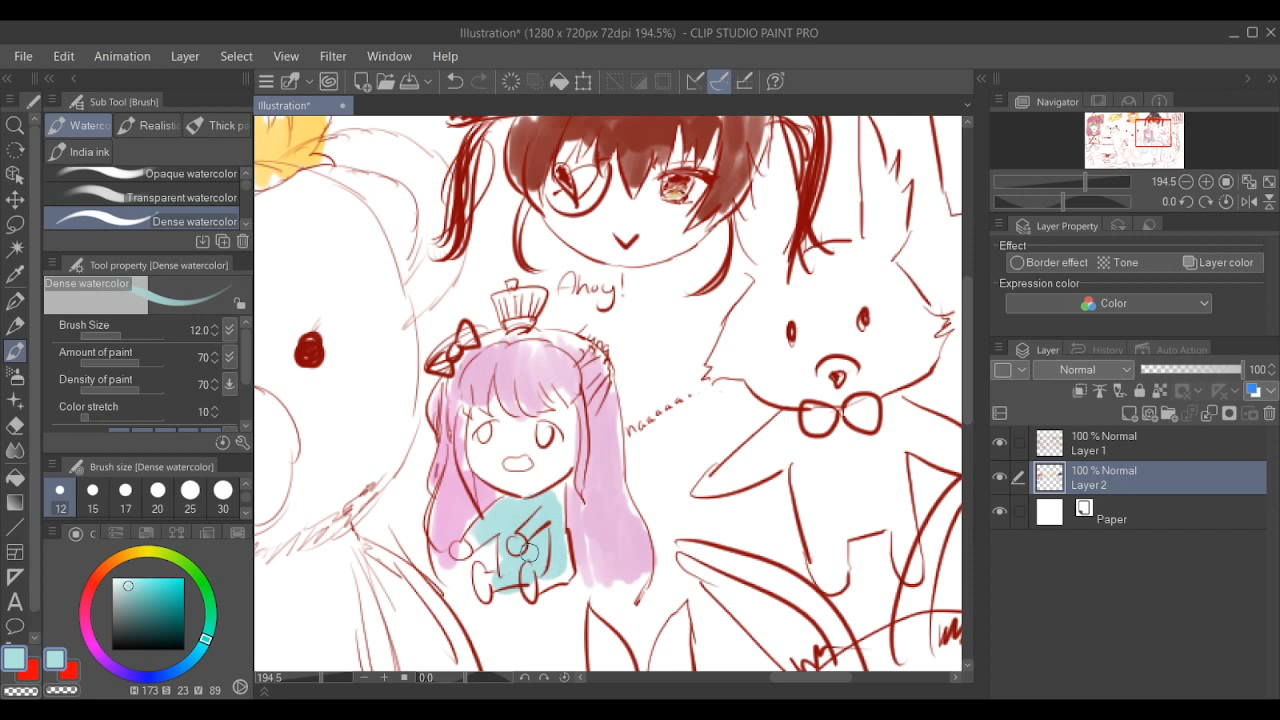 Illustration* (1280 x 720px 72dpi 194.5%)  - CLIP STUDIO PAINT PRO
File Edit Animation Layer Select View Filter Window Help
Sub Tool [Brush]
Illustration*
Navigator
Waterco Realistic Thick pa
India ink
Opaque watercolor
Transparent watercolor
Dense watercolor
194.5
0.0
Layer Property
Effect
Border effect Tone Layer color
Expression color
Color
Tool property [Dense watercolor]
Dense watercolor
Brush Size 12.0
Amount of paint 70
Density of paint 70
Color stretch 10
Ahoy!
naaaaa......
Layer History Auto Action
Normal 100
100 % Normal
Layer 1
100 % Normal
Layer 2
Paper
Brush size [Dense watercolor]
12 15 17 20 25 30
C
A
194.5 0.0
H 173 S 23 V 89